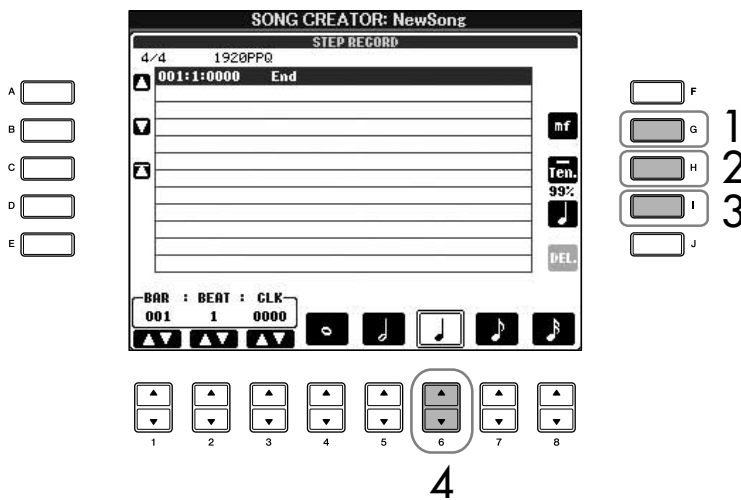 SONG CREATOR: NewSong
STEP RECORD
4/4 1920PPQ
001:1:0000 End
A
B
C
D
E
F
G
H
I
J
1
2
3
mf
Ten.
99%
DEL.
BAR : BEAT : CLK
001 1 0000
1 2 3 4 5 6 7 8
4